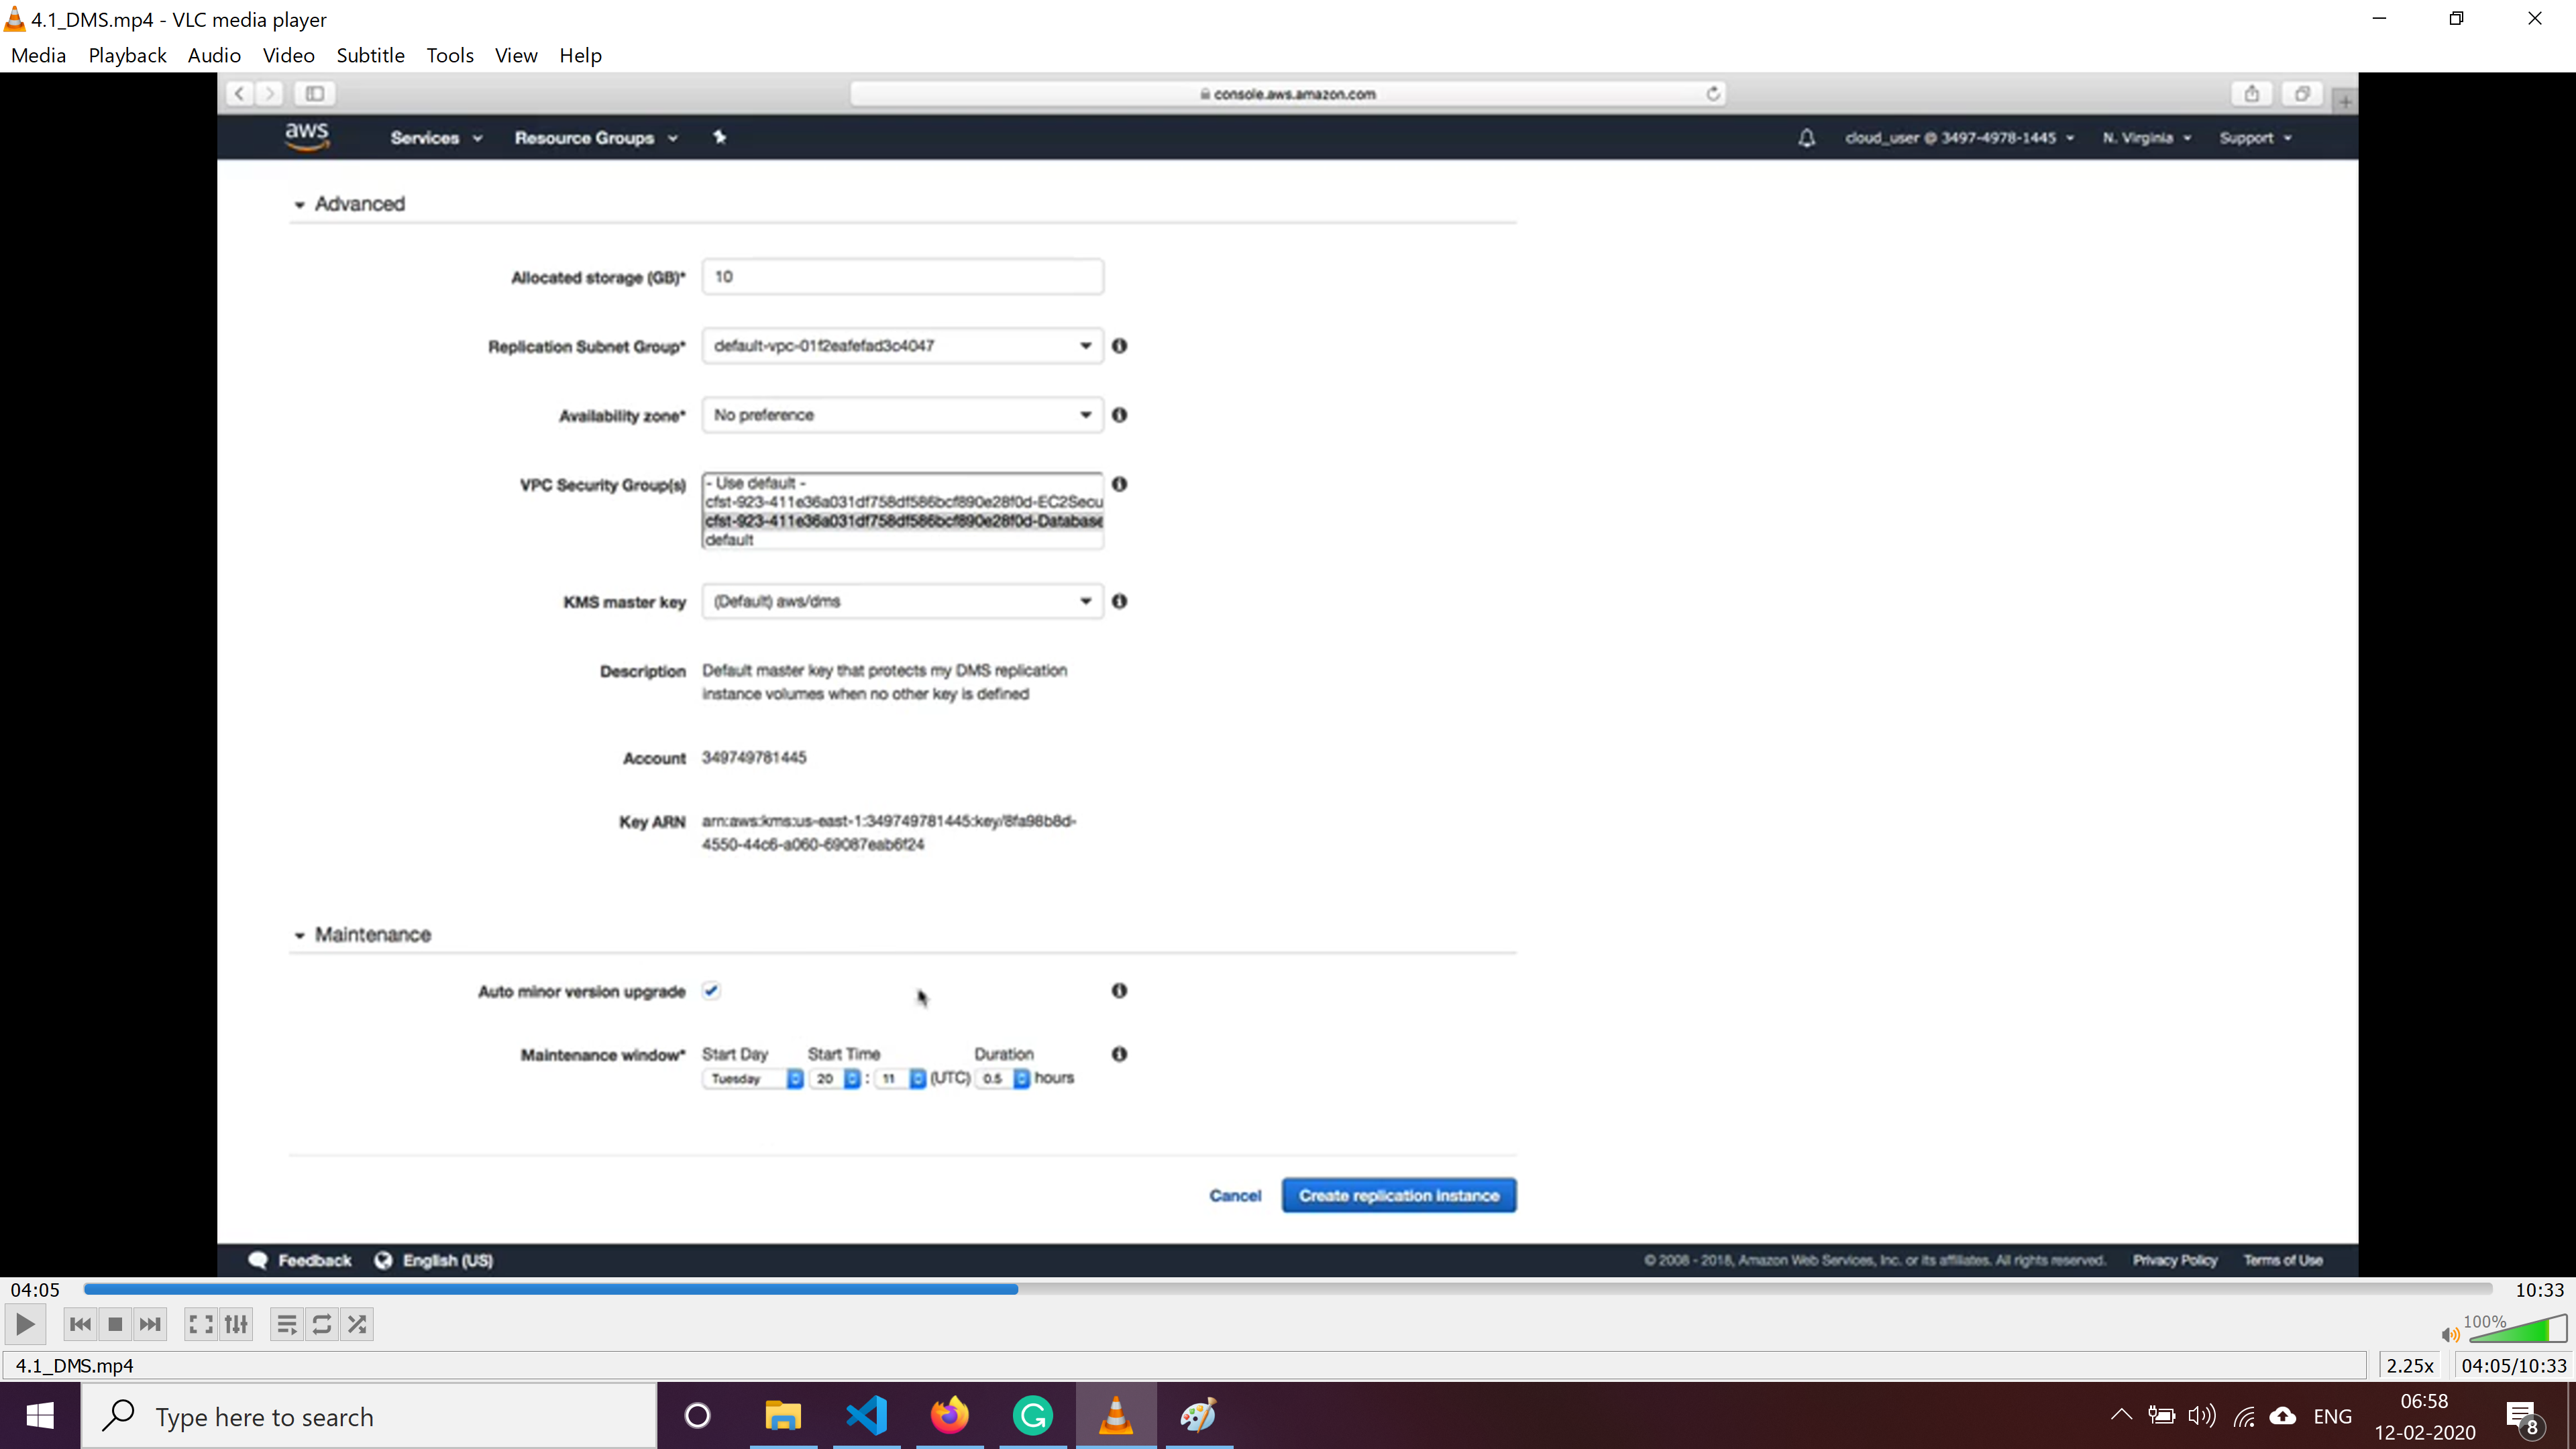 4.1_DMS.mp4 - VLC media player
Media Playback Audio Video Subtitle Tools View Help
console.aws.amazon.com
aws Services Resource Groups cloud_user @ 3497-4978-1445 N. Virginia Support
Advanced
Allocated storage (GB)* 10
Replication Subnet Group* default-vpc-01f2eafefad3c4047
Availability zone* No preference
VPC Security Group(s) - Use default -
cfst-923-411e36a031df758df586bcf890e28f0d-EC2Secu
cfst-923-411e36a031df758df586bcf890e28f0d-Database
default
KMS master key (Default) aws/dms
Description Default master key that protects my DMS replication
instance volumes when no other key is defined
Account 349749781445
Key ARN arn:aws:kms:us-east-1:349749781445:key/8fa98b8d-
4550-44c6-a060-69087eab6f24
Maintenance
Auto minor version upgrade
Maintenance window* Start Day Start Time Duration
Tuesday 20 : 11 (UTC) 0.5 hours
Cancel Create replication instance
Feedback English (US) © 2008 - 2018, Amazon Web Services, Inc. or its affiliates. All rights reserved. Privacy Policy Terms of Use
04:05 10:33
100%
4.1_DMS.mp4 2.25x 04:05/10:33
Type here to search ENG 06:58
12-02-2020 8